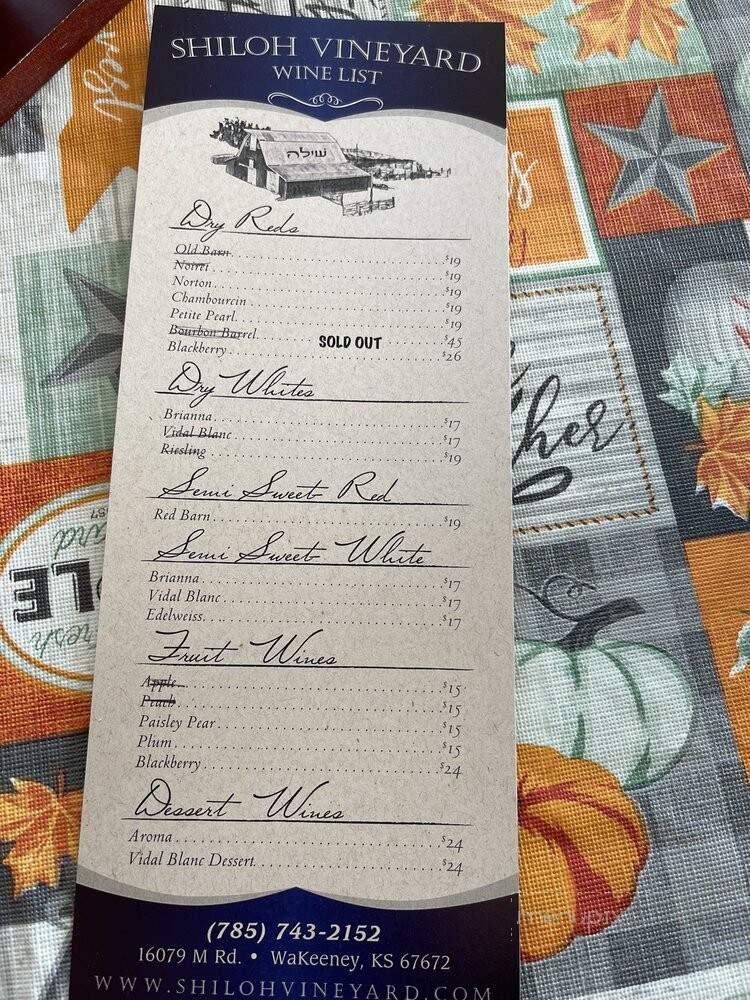 SHILOH VINEYARD
WINE LIST
שילה
Dry Reds
Old Barn $19
Noiret $19
Norton $19
Chambourcin $19
Petite Pearl $19
Bourbon Barrel SOLD OUT $45
Blackberry $26
Dry Whites
Brianna $17
Vidal Blanc $17
Riesling $19
Semi Sweet Red
Red Barn $19
Semi Sweet White
Brianna $17
Vidal Blanc $17
Edelweiss $17
Fruit Wines
Apple $15
Peach $15
Paisley Pear $15
Plum $15
Blackberry $24
Dessert Wines
Aroma $24
Vidal Blanc Dessert $24
(785) 743-2152
16079 M Rd. • WaKeeney, KS 67672
WWW.SHILOHVINEYARD.COM